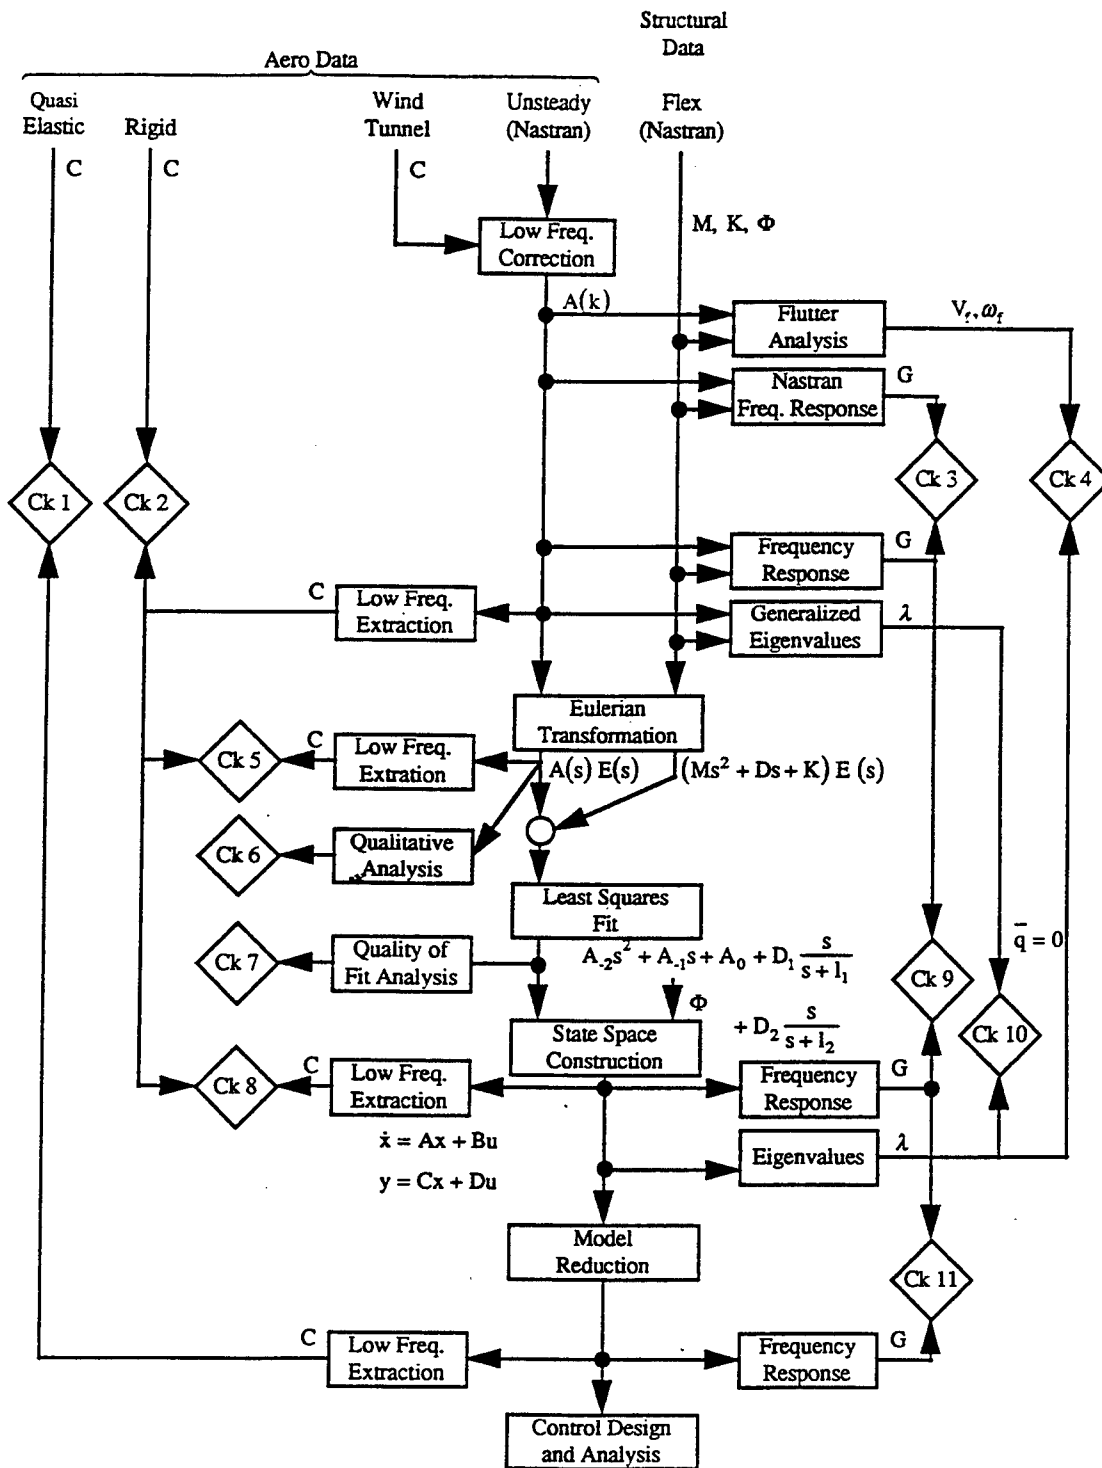 Structural
Data
Aero Data
Quasi
Elastic
Rigid
Wind
Tunnel
Unsteady
(Nastran)
Flex
(Nastran)
C
C
C
M, K, Φ
Low Freq.
Correction
A(k)
Flutter
Analysis
V_f, ω_f
Nastran
Freq. Response
G
Ck 1
Ck 2
Ck 3
Ck 4
Frequency
Response
G
C
Low Freq.
Extraction
Generalized
Eigenvalues
λ
Eulerian
Transformation
Ck 5
C
Low Freq.
Extration
A(s) E(s)
(Ms² + Ds + K) E (s)
Ck 6
Qualitative
Analysis
Least Squares
Fit
Ck 7
Quality of
Fit Analysis
A₋₂s² + A₋₁s + A₀ + D₁ s/(s + l₁)
q̄ = 0
Ck 9
Φ
+ D₂ s/(s + l₂)
Ck 10
State Space
Construction
Ck 8
C
Low Freq.
Extraction
Frequency
Response
G
ẋ = Ax + Bu
y = Cx + Du
Eigenvalues
λ
Model
Reduction
Ck 11
C
Low Freq.
Extraction
Frequency
Response
G
Control Design
and Analysis